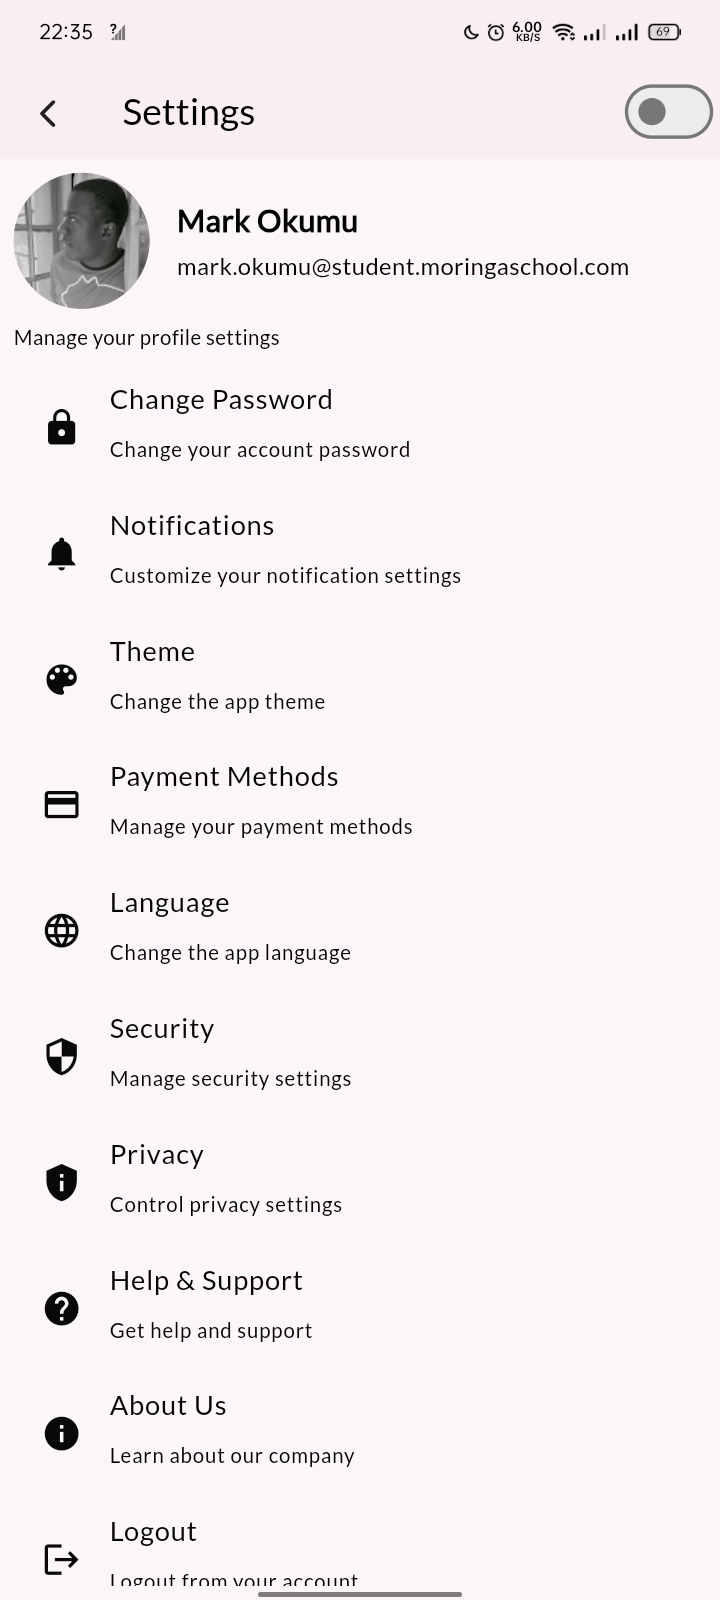 22:35
? 6.00 KB/S 69
Settings
Mark Okumu
mark.okumu@student.moringaschool.com
Manage your profile settings
Change Password
Change your account password
Notifications
Customize your notification settings
Theme
Change the app theme
Payment Methods
Manage your payment methods
Language
Change the app language
Security
Manage security settings
Privacy
Control privacy settings
Help & Support
Get help and support
About Us
Learn about our company
Logout
Logout from your account